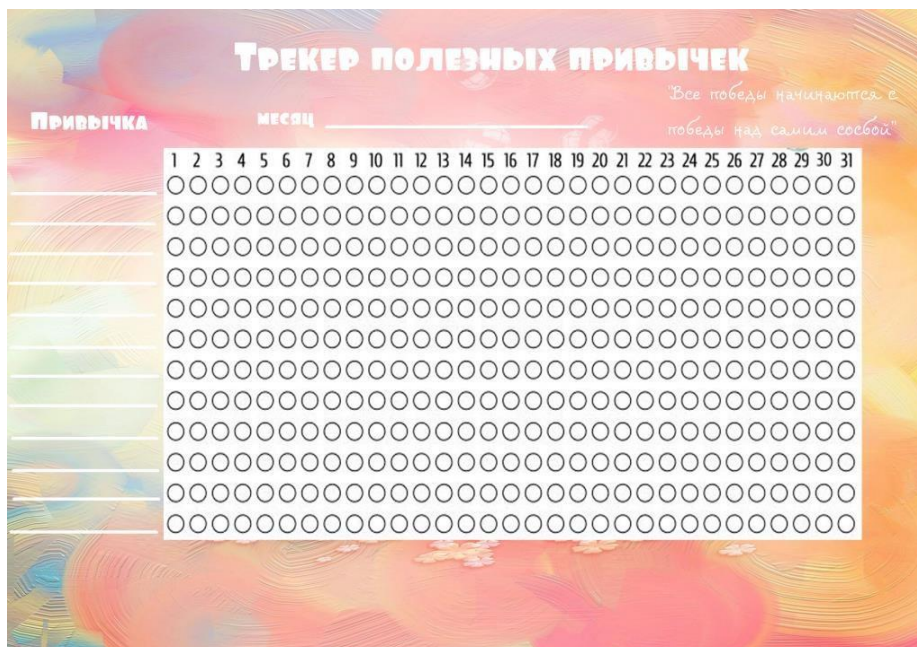 Трекер полезных привычек
"Все победы начинаются с
победы над самим сосбой"
Привычка
месяц
1 2 3 4 5 6 7 8 9 10 11 12 13 14 15 16 17 18 19 20 21 22 23 24 25 26 27 28 29 30 31